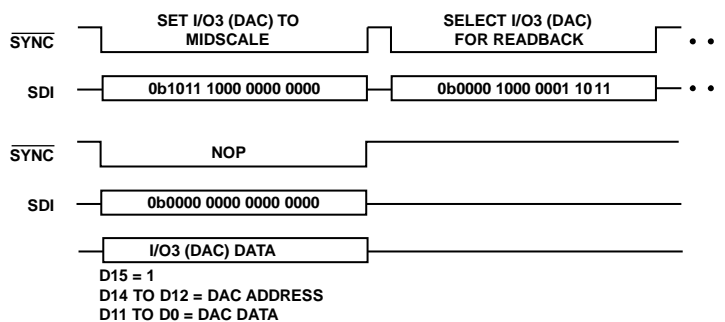 SET I/O3 (DAC) TO
MIDSCALE
SELECT I/O3 (DAC)
FOR READBACK
SYNC
SDI
0b1011 1000 0000 0000
0b0000 1000 0001 1011
SYNC
NOP
SDI
0b0000 0000 0000 0000
I/O3 (DAC) DATA
D15 = 1
D14 TO D12 = DAC ADDRESS
D11 TO D0 = DAC DATA